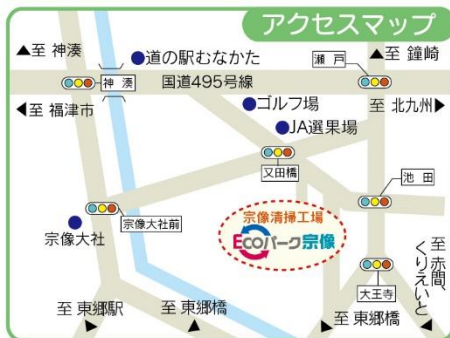 アクセスマップ
▲至 神湊
●道の駅むなかた
瀬戸
▲至 鐘崎
神湊
国道495号線
◀至 福津市
●ゴルフ場
至 北九州▶
●JA選果場
又田橋
池田
宗像大社前
宗像大社
宗像清掃工場
Ecoパーク宗像
至 赤間、
くりえいと
大王寺
至 東郷駅
至 東郷橋
至 東郷橋